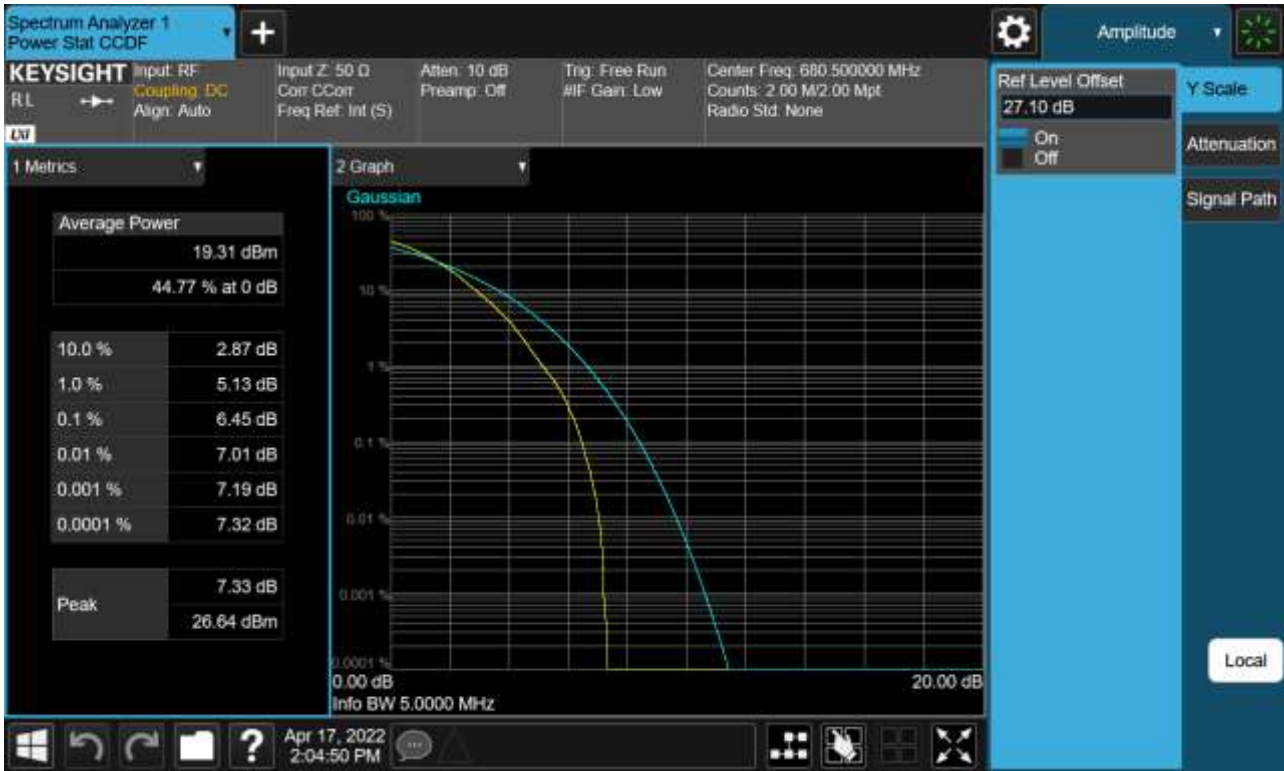 Spectrum Analyzer 1
Power Stat CCDF
+
Amplitude
KEYSIGHT
RL
LXI
Input: RF
Coupling: DC
Align: Auto
Input Z: 50 Ω
Corr CCorr
Freq Ref: Int (S)
Atten: 10 dB
Preamp: Off
Trig: Free Run
#IF Gain: Low
Center Freq: 680.500000 MHz
Counts: 2.00 M/2.00 Mpt
Radio Std: None
Ref Level Offset
27.10 dB
On
Off
Y Scale
Attenuation
Signal Path
Local
1 Metrics
Average Power
19.31 dBm
44.77 % at 0 dB
10.0 % 2.87 dB
1.0 % 5.13 dB
0.1 % 6.45 dB
0.01 % 7.01 dB
0.001 % 7.19 dB
0.0001 % 7.32 dB
Peak
7.33 dB
26.64 dBm
2 Graph
Gaussian
100 %
10 %
1 %
0.1 %
0.01 %
0.001 %
0.0001 %
0.00 dB 20.00 dB
Info BW 5.0000 MHz
?
Apr 17, 2022
2:04:50 PM